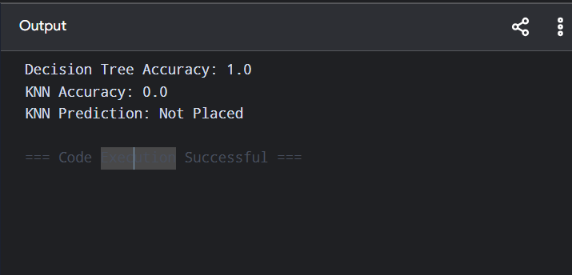 Output
Decision Tree Accuracy: 1.0
KNN Accuracy: 0.0
KNN Prediction: Not Placed
=== Code Execution Successful ===